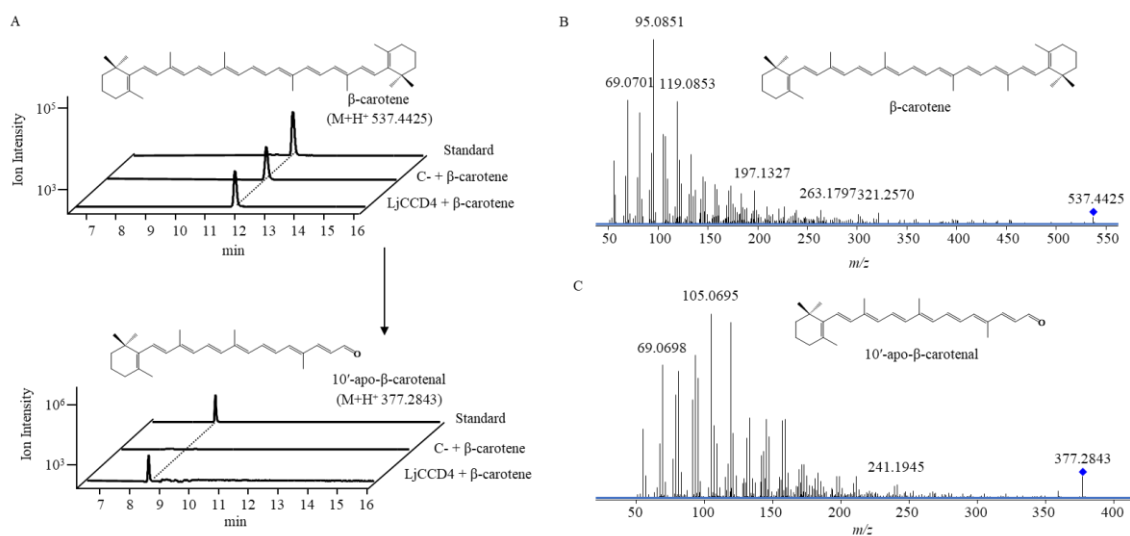 A
β-carotene
(M+H⁺ 537.4425)
Ion Intensity
10⁵
10³
Standard
C- + β-carotene
LjCCD4 + β-carotene
7 8 9 10 11 12 13 14 15 16
min
10′-apo-β-carotenal
(M+H⁺ 377.2843)
Ion Intensity
10⁶
10³
Standard
C- + β-carotene
LjCCD4 + β-carotene
7 8 9 10 11 12 13 14 15 16
min
O
B
95.0851
69.0701 119.0853
197.1327
263.1797 321.2570
537.4425
β-carotene
50 100 150 200 250 300 350 400 450 500 550
m/z
C
105.0695
69.0698
241.1945
377.2843
O
10′-apo-β-carotenal
50 100 150 200 250 300 350 400
m/z